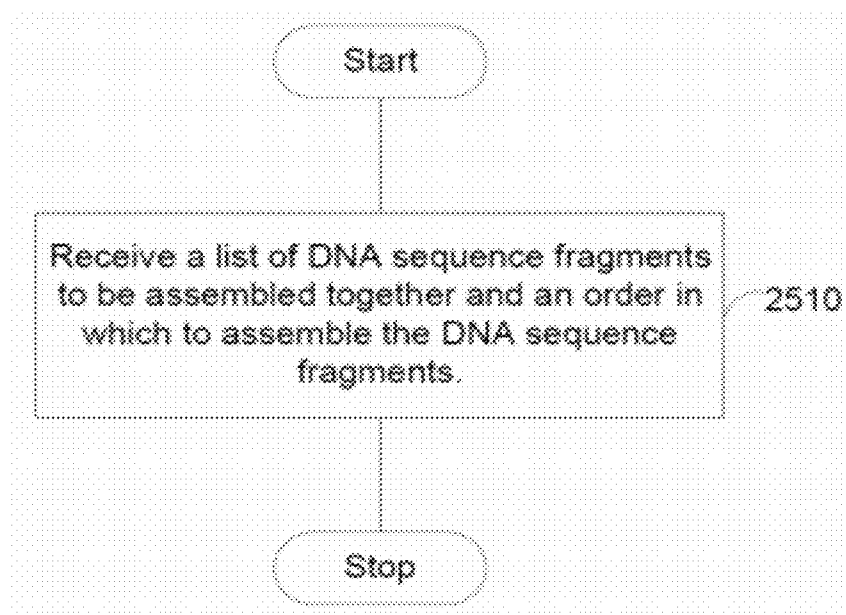 Start
Receive a list of DNA sequence fragments
to be assembled together and an order in
which to assemble the DNA sequence
fragments.
2510
Stop